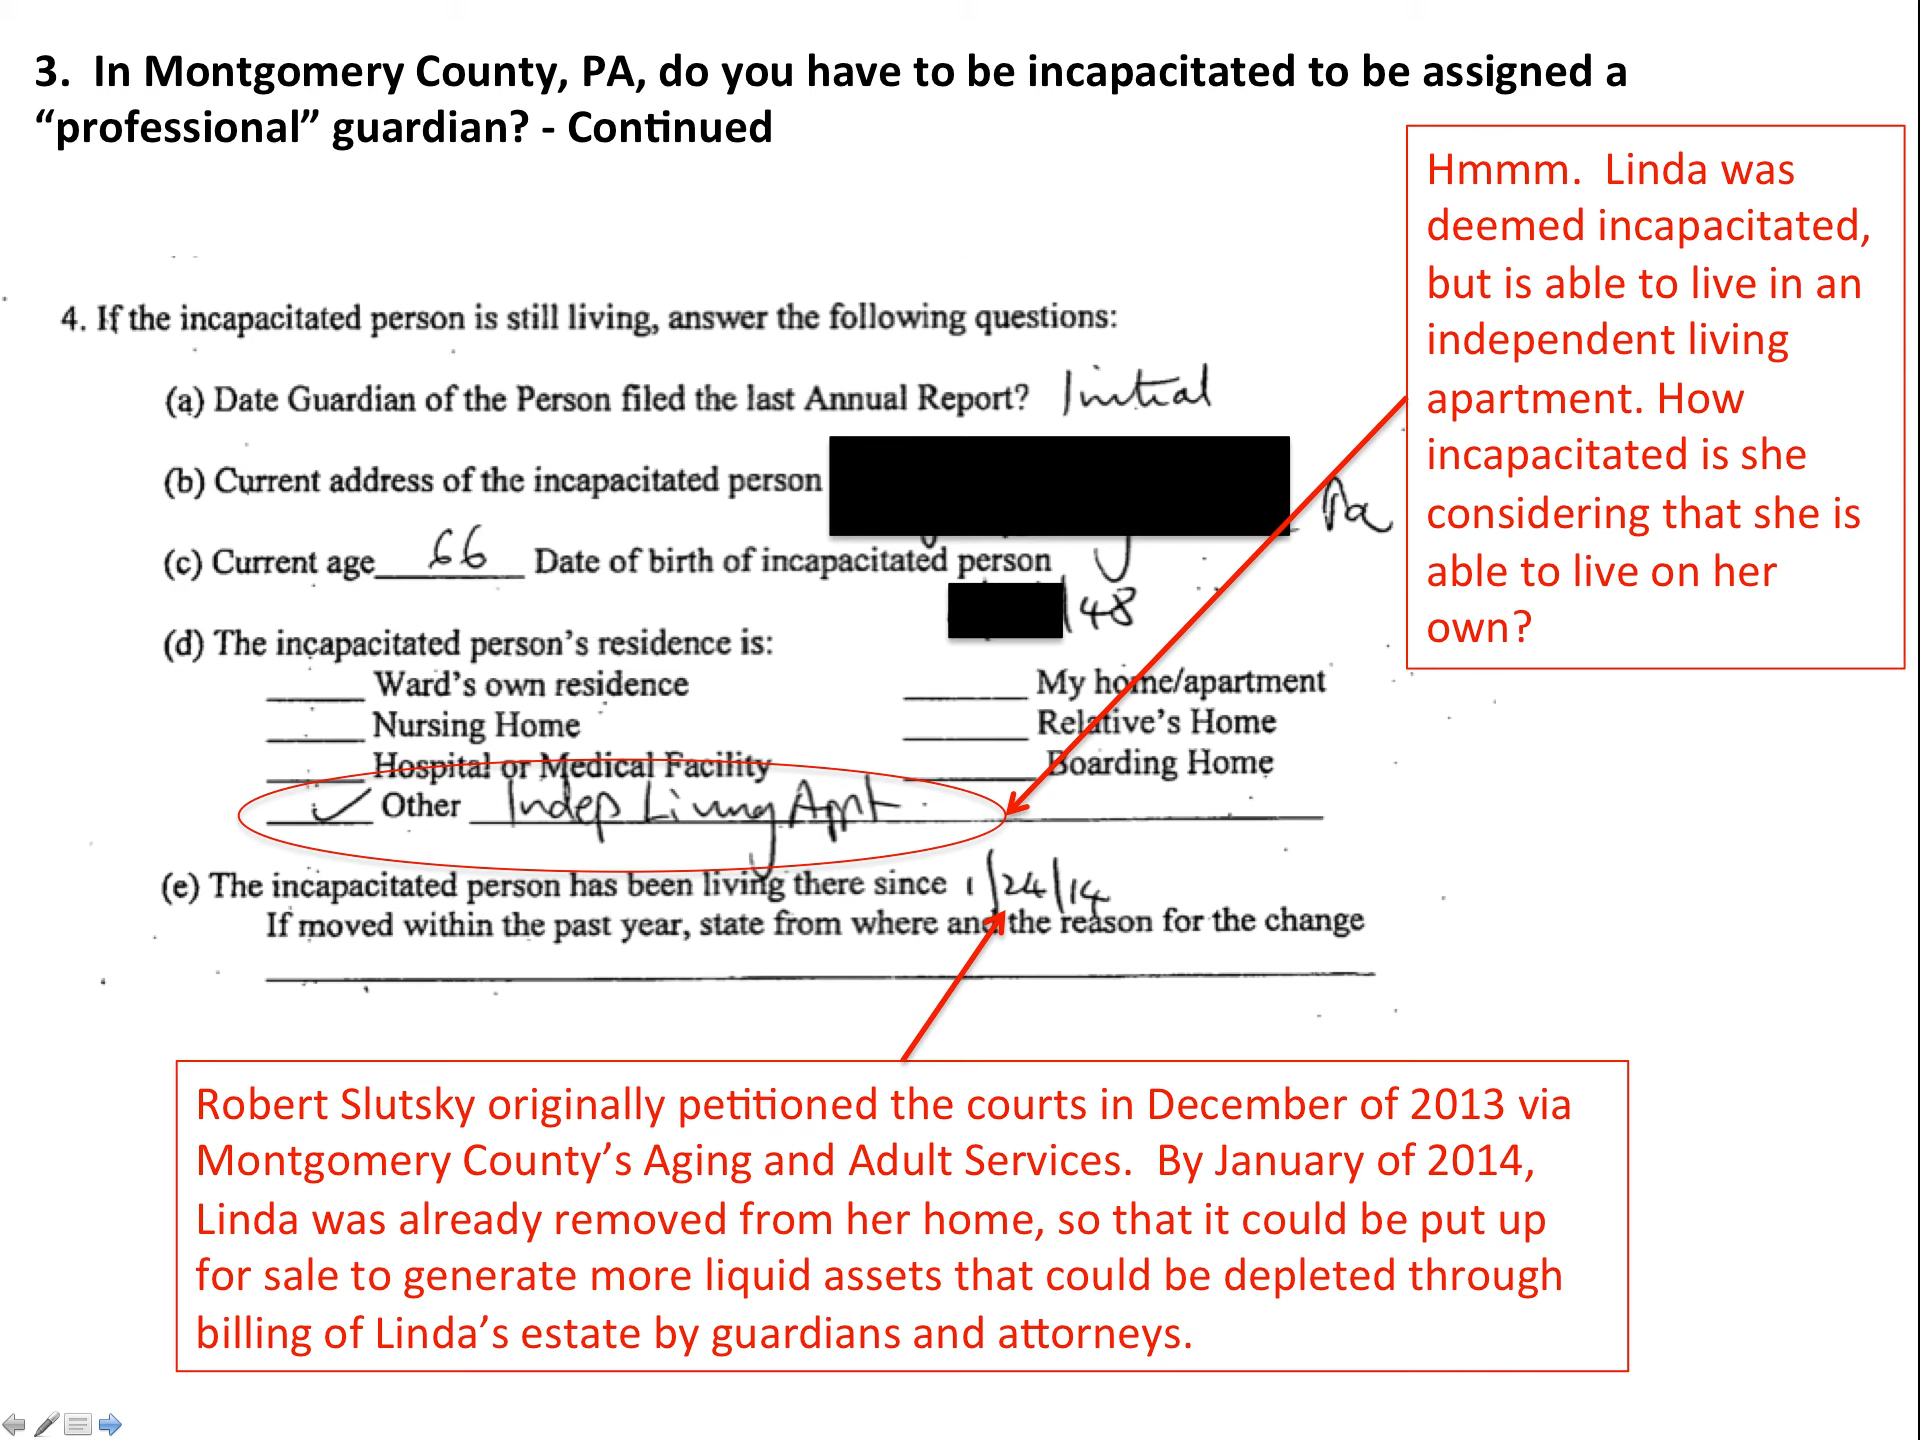 3.  In Montgomery County, PA, do you have to be incapacitated to be assigned a
“professional” guardian? - Continued
Hmmm.  Linda was
deemed incapacitated,
but is able to live in an
independent living
apartment. How
incapacitated is she
considering that she is
able to live on her
own?
4. If the incapacitated person is still living, answer the following questions:
(a) Date Guardian of the Person filed the last Annual Report? Initial
(b) Current address of the incapacitated person Pa
(c) Current age 66 Date of birth of incapacitated person
/48
(d) The incapacitated person’s residence is:
Ward’s own residence My home/apartment
Nursing Home Relative’s Home
Hospital or Medical Facility Boarding Home
✓ Other Indep Living Apt
(e) The incapacitated person has been living there since 1/24/14
If moved within the past year, state from where and the reason for the change
Robert Slutsky originally petitioned the courts in December of 2013 via
Montgomery County’s Aging and Adult Services.  By January of 2014,
Linda was already removed from her home, so that it could be put up
for sale to generate more liquid assets that could be depleted through
billing of Linda’s estate by guardians and attorneys.